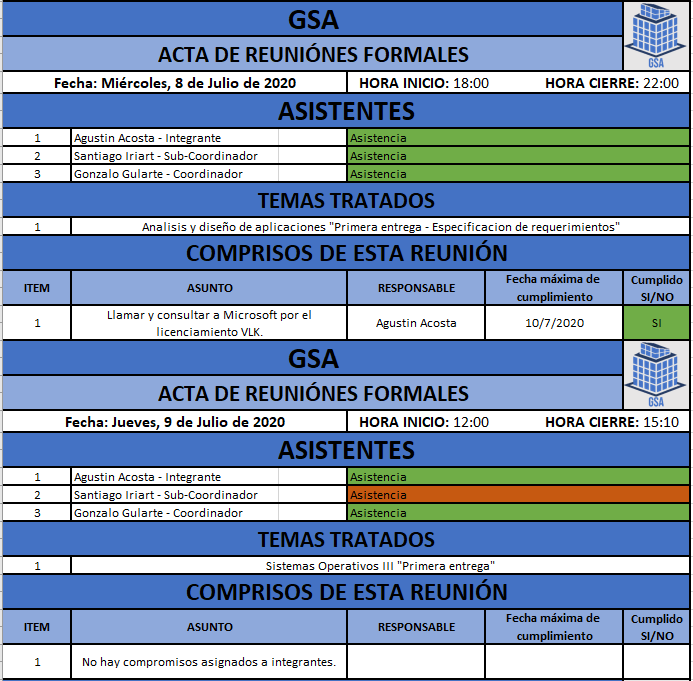 GSA
ACTA DE REUNIÓNES FORMALES
GSA
Fecha: Miércoles, 8 de Julio de 2020 HORA INICIO: 18:00 HORA CIERRE: 22:00
ASISTENTES
1 Agustin Acosta - Integrante Asistencia
2 Santiago Iriart - Sub-Coordinador Asistencia
3 Gonzalo Gularte - Coordinador Asistencia
TEMAS TRATADOS
1 Analisis y diseño de aplicaciones "Primera entrega - Especificacion de requerimientos"
COMPRISOS DE ESTA REUNIÓN
ITEM ASUNTO RESPONSABLE Fecha máxima de cumplimiento Cumplido SI/NO
1 Llamar y consultar a Microsoft por el licenciamiento VLK. Agustin Acosta 10/7/2020 SI
GSA
ACTA DE REUNIÓNES FORMALES
GSA
Fecha: Jueves, 9 de Julio de 2020 HORA INICIO: 12:00 HORA CIERRE: 15:10
ASISTENTES
1 Agustin Acosta - Integrante Asistencia
2 Santiago Iriart - Sub-Coordinador Asistencia
3 Gonzalo Gularte - Coordinador Asistencia
TEMAS TRATADOS
1 Sistemas Operativos III "Primera entrega"
COMPRISOS DE ESTA REUNIÓN
ITEM ASUNTO RESPONSABLE Fecha máxima de cumplimiento Cumplido SI/NO
1 No hay compromisos asignados a integrantes.